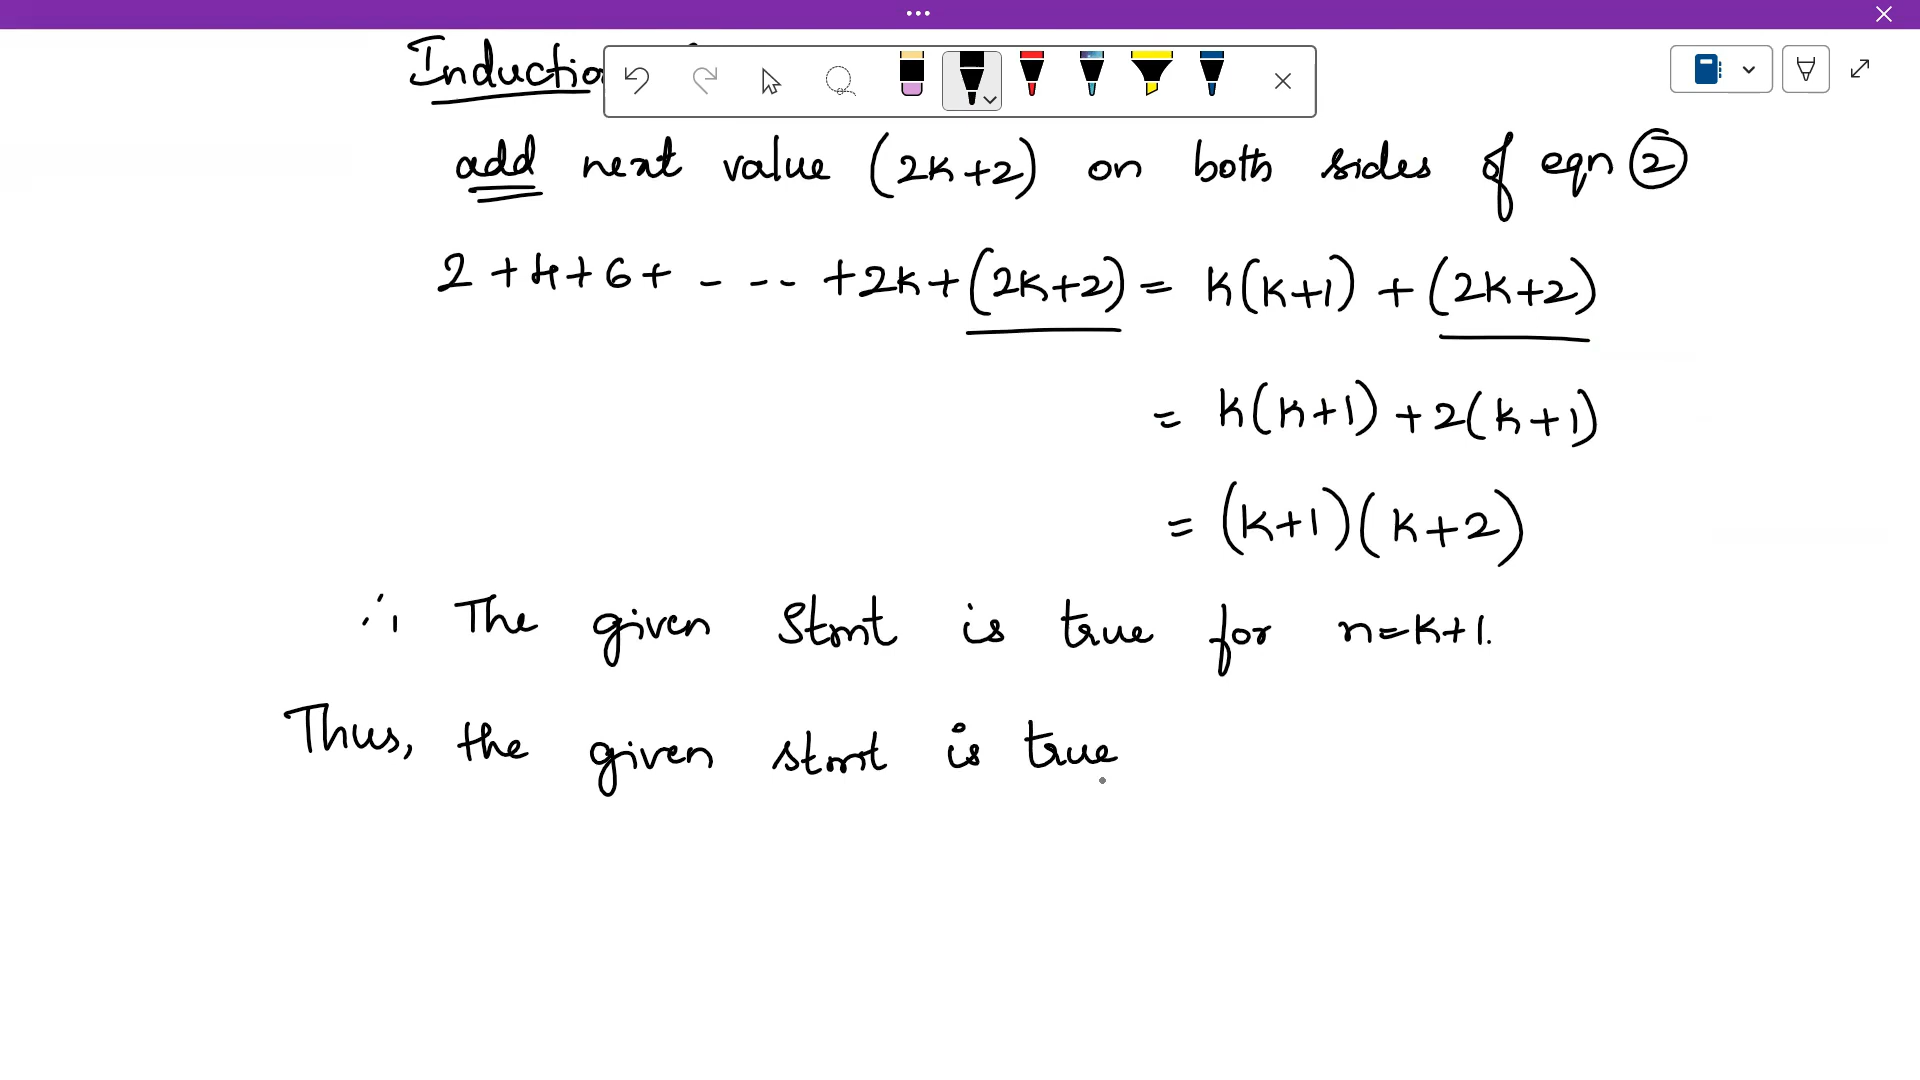 Inductio
add next value (2k+2) on both sides of eqn ②
2 + 4 + 6 + - - - - + 2k + (2k+2) = k(k+1) + (2k+2)
= k(k+1) + 2(k+1)
= (k+1)(k+2)
∴ The given Stmt is true for n=k+1.
Thus, the given stmt is true